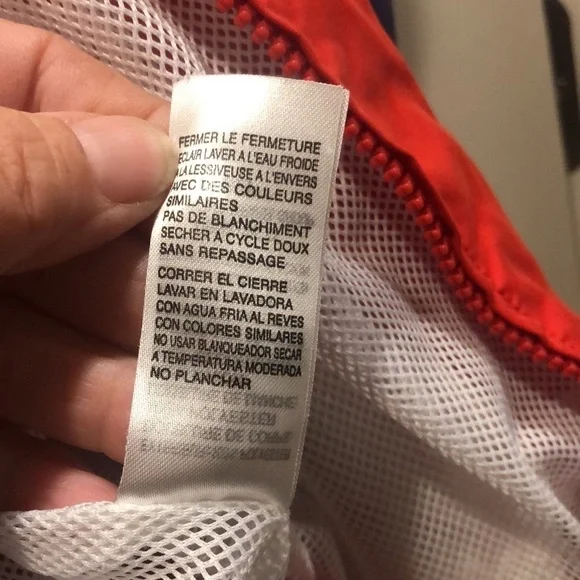 FERMER LE FERMETURE
ECLAIR LAVER A L'EAU FROIDE
A LA LESSIVEUSE A L'ENVERS
AVEC DES COULEURS
SIMILAIRES
PAS DE BLANCHIMENT
SECHER À CYCLE DOUX
SANS REPASSAGE
CORRER EL CIERRE
LAVAR EN LAVADORA
CON AGUA FRIA AL REVES
CON COLORES SIMILARES
NO USAR BLANQUEADOR SECAR
A TEMPERATURA MODERADA
NO PLANCHAR